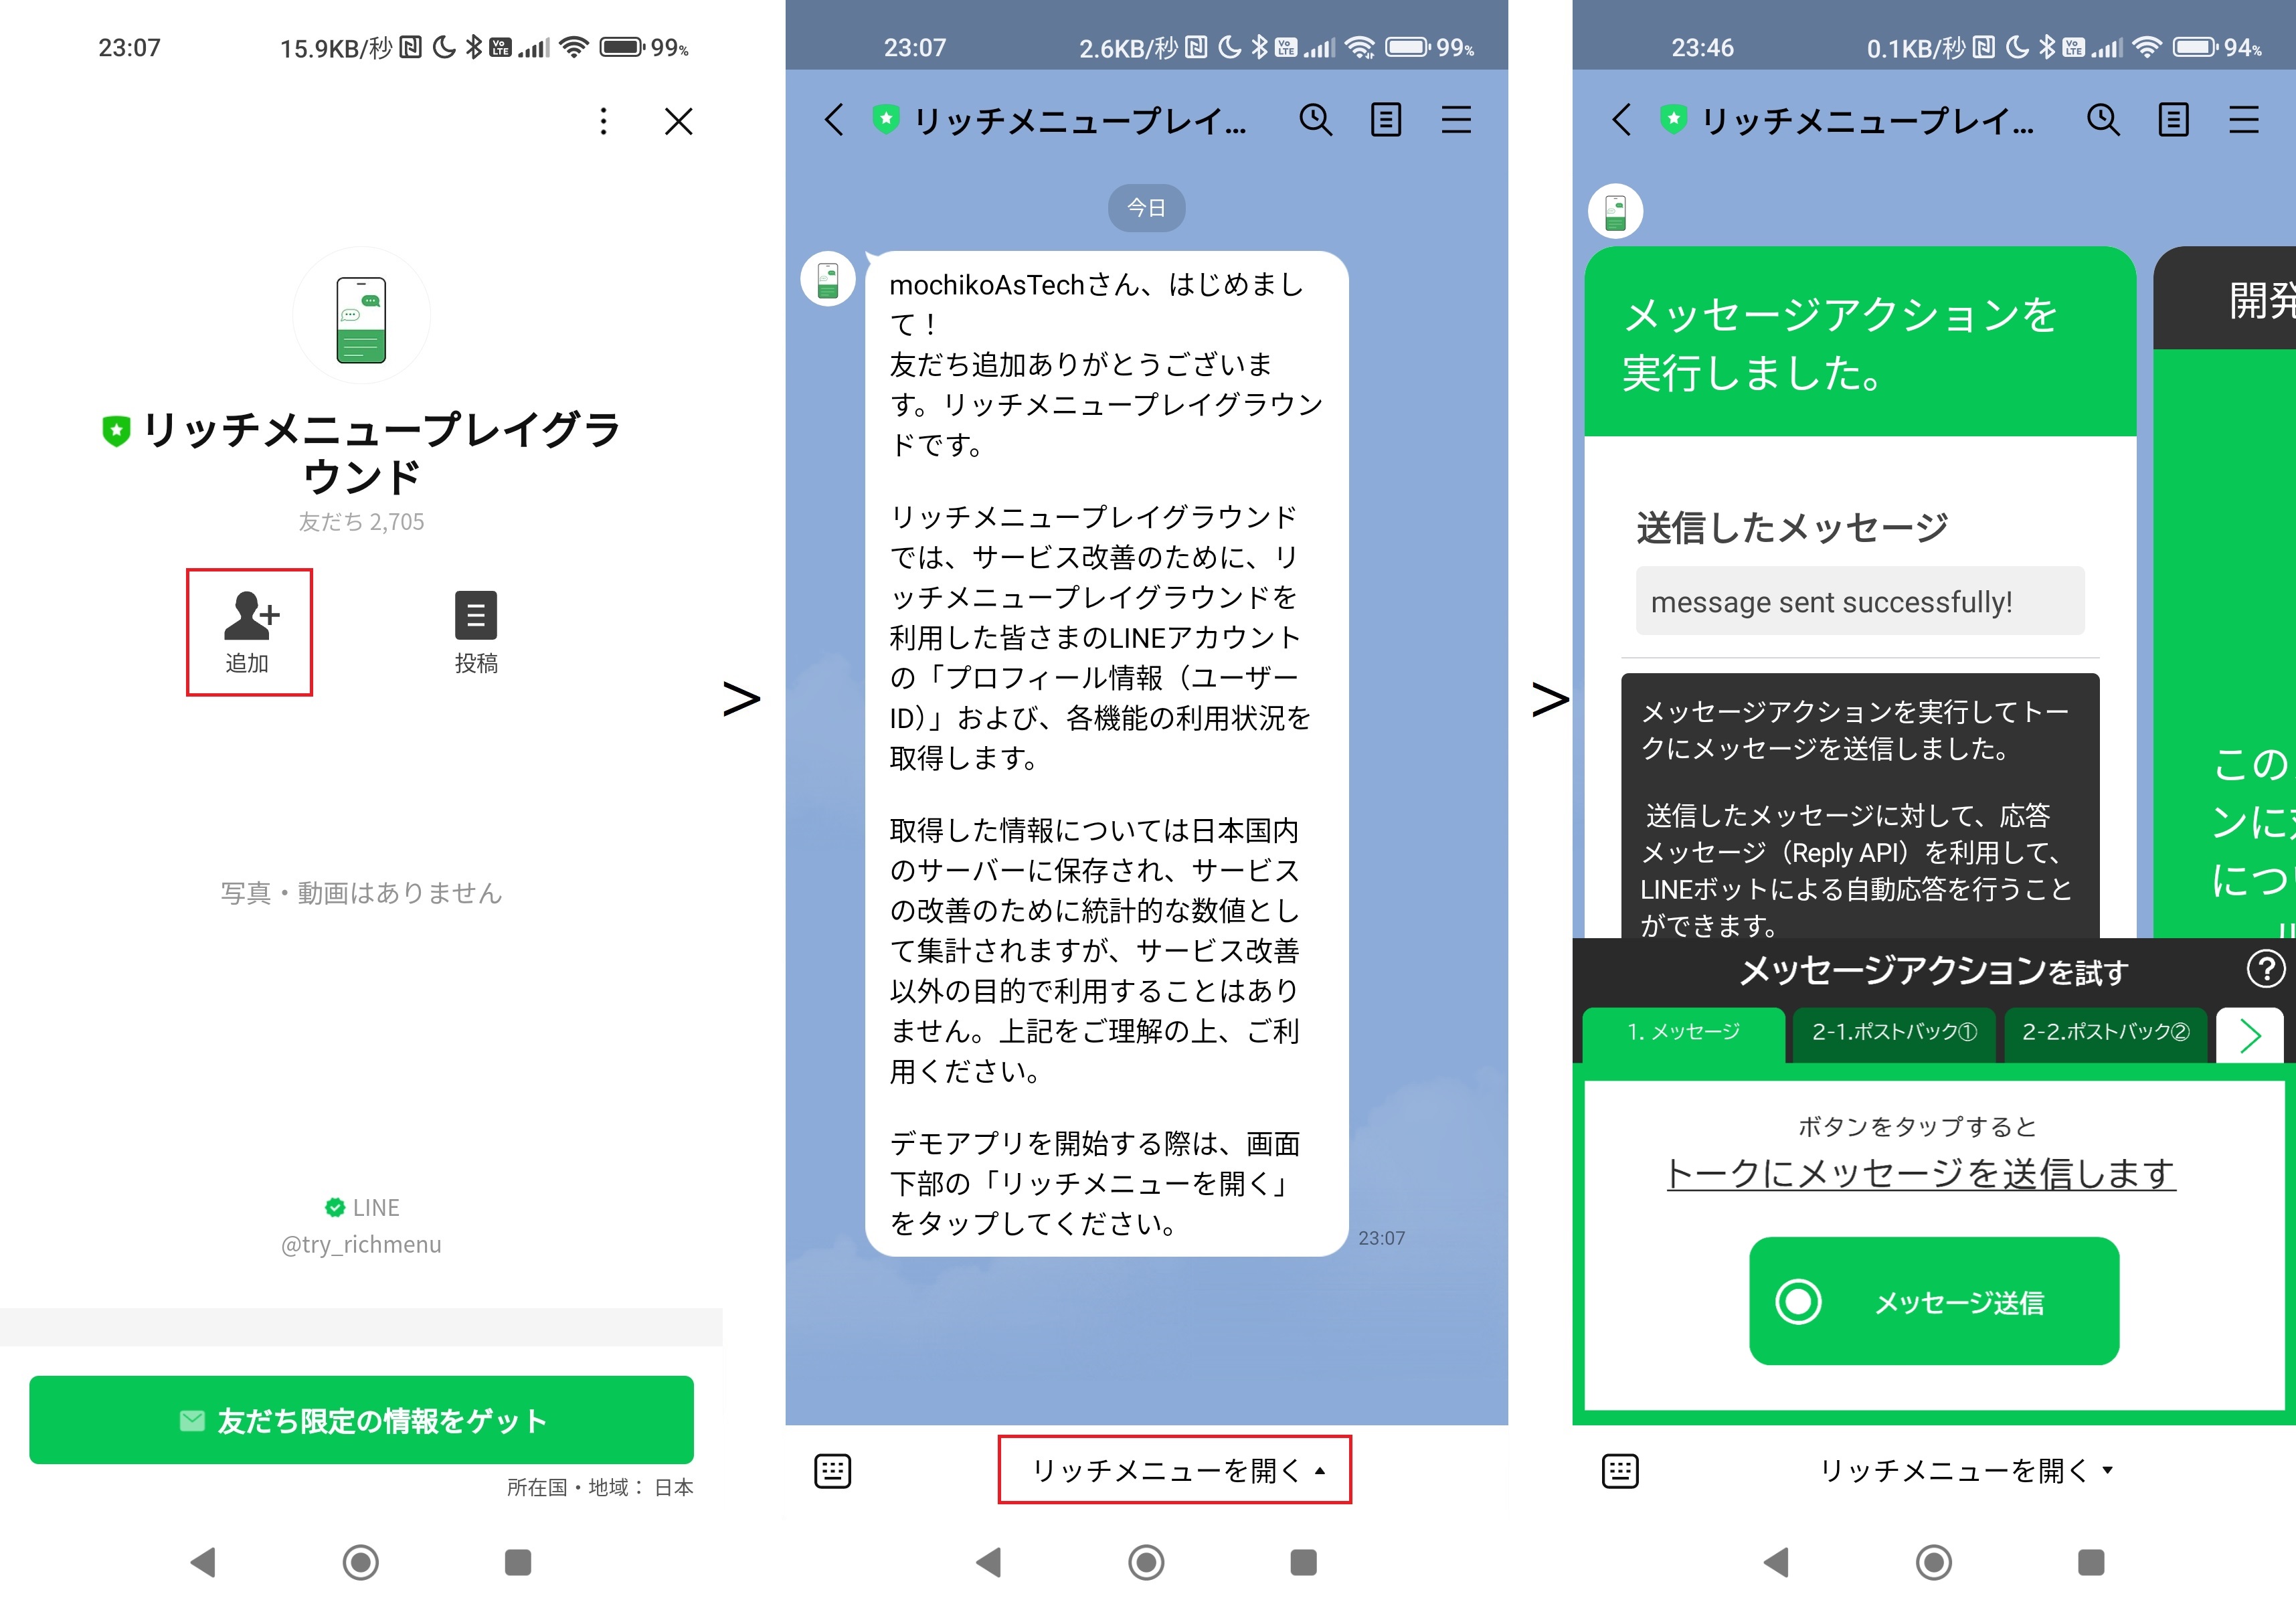 23:07
15.9KB/秒
99%
リッチメニュープレイグラ
ウンド
友だち 2,705
追加
投稿
写真・動画はありません
LINE
@try_richmenu
友だち限定の情報をゲット
所在国・地域： 日本
>
23:07
2.6KB/秒
99%
リッチメニュープレイ...
今日
mochikoAsTechさん、はじめまし
て！
友だち追加ありがとうございま
す。リッチメニュープレイグラウン
ドです。
リッチメニュープレイグラウンド
では、サービス改善のために、リ
ッチメニュープレイグラウンドを
利用した皆さまのLINEアカウント
の「プロフィール情報（ユーザー
ID）」および、各機能の利用状況を
取得します。
取得した情報については日本国内
のサーバーに保存され、サービス
の改善のために統計的な数値とし
て集計されますが、サービス改善
以外の目的で利用することはあり
ません。上記をご理解の上、ご利
用ください。
デモアプリを開始する際は、画面
下部の「リッチメニューを開く」
をタップしてください。
23:07
リッチメニューを開く ▲
>
23:46
0.1KB/秒
94%
リッチメニュープレイ...
メッセージアクションを
実行しました。
送信したメッセージ
message sent successfully!
メッセージアクションを実行してトー
クにメッセージを送信しました。
送信したメッセージに対して、応答
メッセージ（Reply API）を利用して、
LINEボットによる自動応答を行うこと
ができます。
開発
この
ンに
につ
メッセージアクションを試す
?
1. メッセージ
2-1.ポストバック①
2-2.ポストバック②
ボタンをタップすると
トークにメッセージを送信します
メッセージ送信
リッチメニューを開く ▼